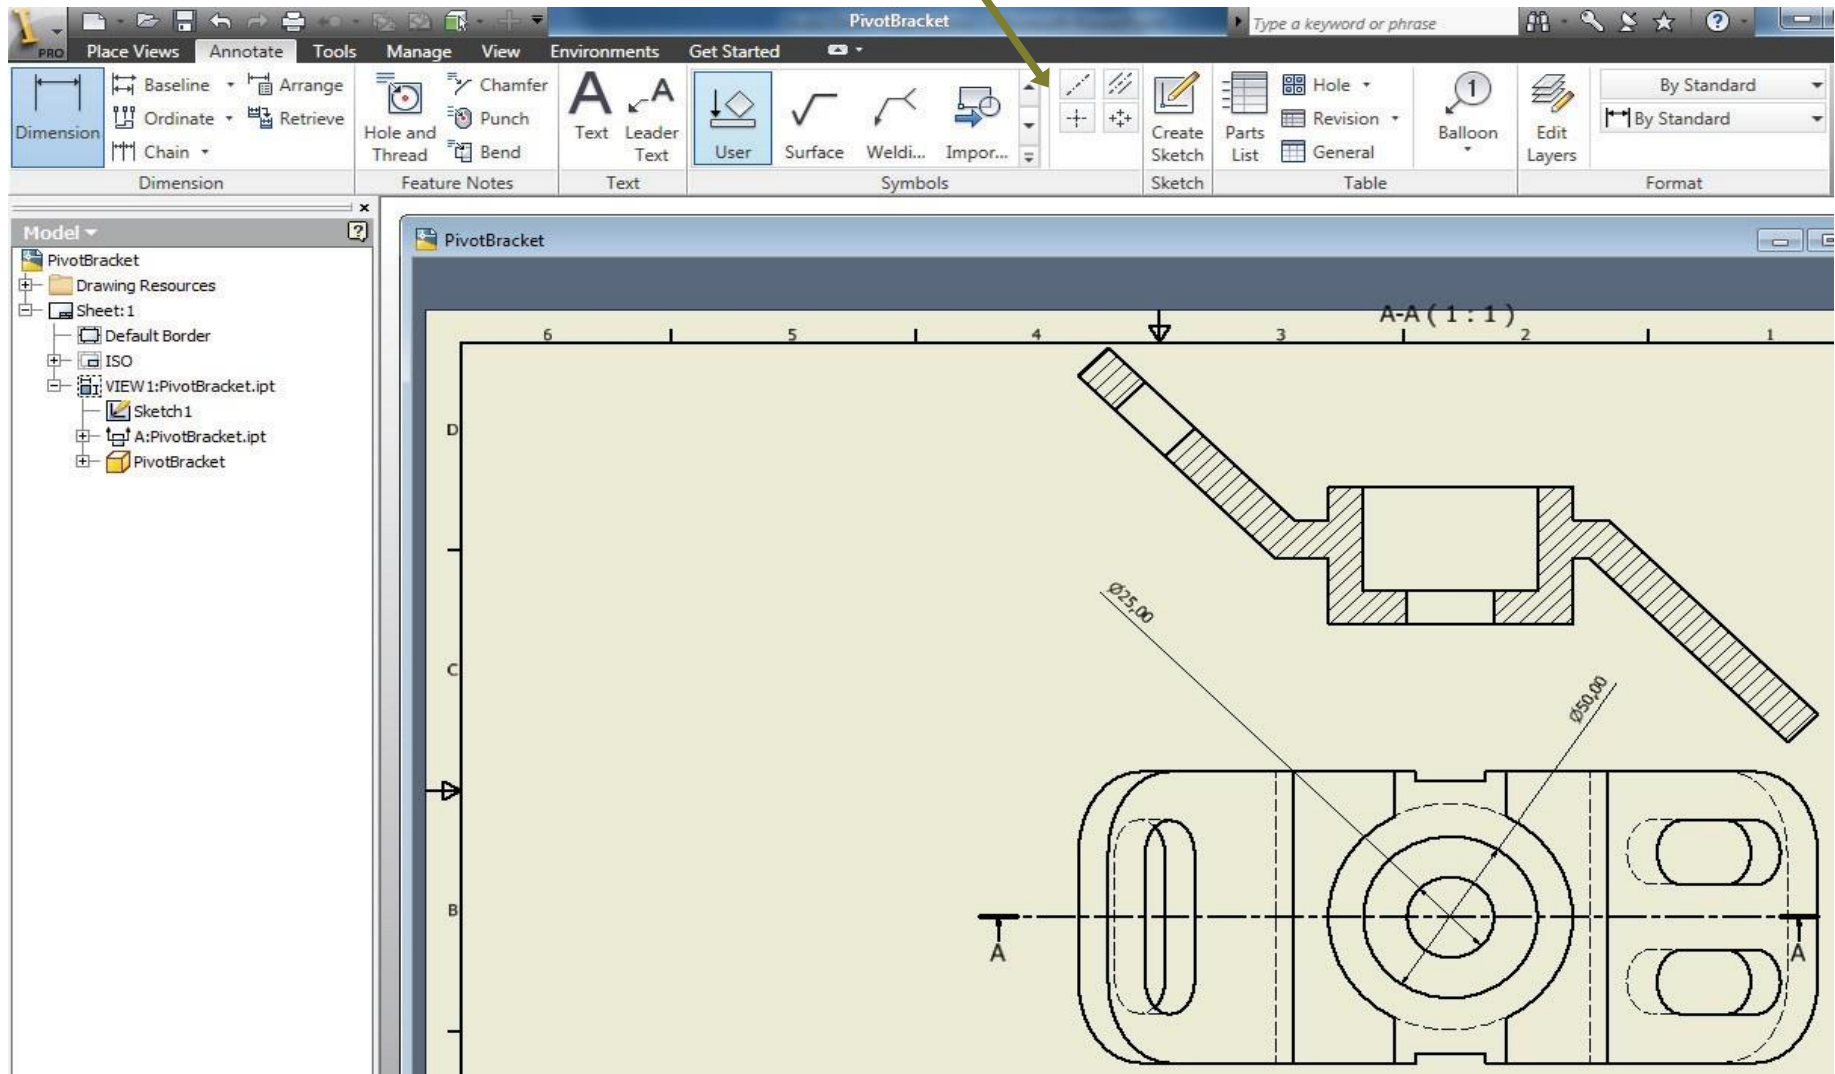 PivotBracket
Type a keyword or phrase
PRO
Place Views Annotate Tools Manage View Environments Get Started
Dimension
Baseline
Arrange
Ordinate
Retrieve
Chain
Dimension
Hole and Thread
Chamfer
Punch
Bend
Feature Notes
A
Text
A
Leader Text
Text
User
Surface
Weldi...
Impor...
Symbols
Create Sketch
Sketch
Parts List
Hole
Revision
General
1
Balloon
Table
Edit Layers
By Standard
By Standard
Format
Model
PivotBracket
Drawing Resources
Sheet:1
Default Border
ISO
VIEW1:PivotBracket.ipt
Sketch1
A:PivotBracket.ipt
PivotBracket
PivotBracket
A-A ( 1 : 1 )
6 5 4 3 2 1
D
C
B
Ø25,00
Ø50,00
A
A